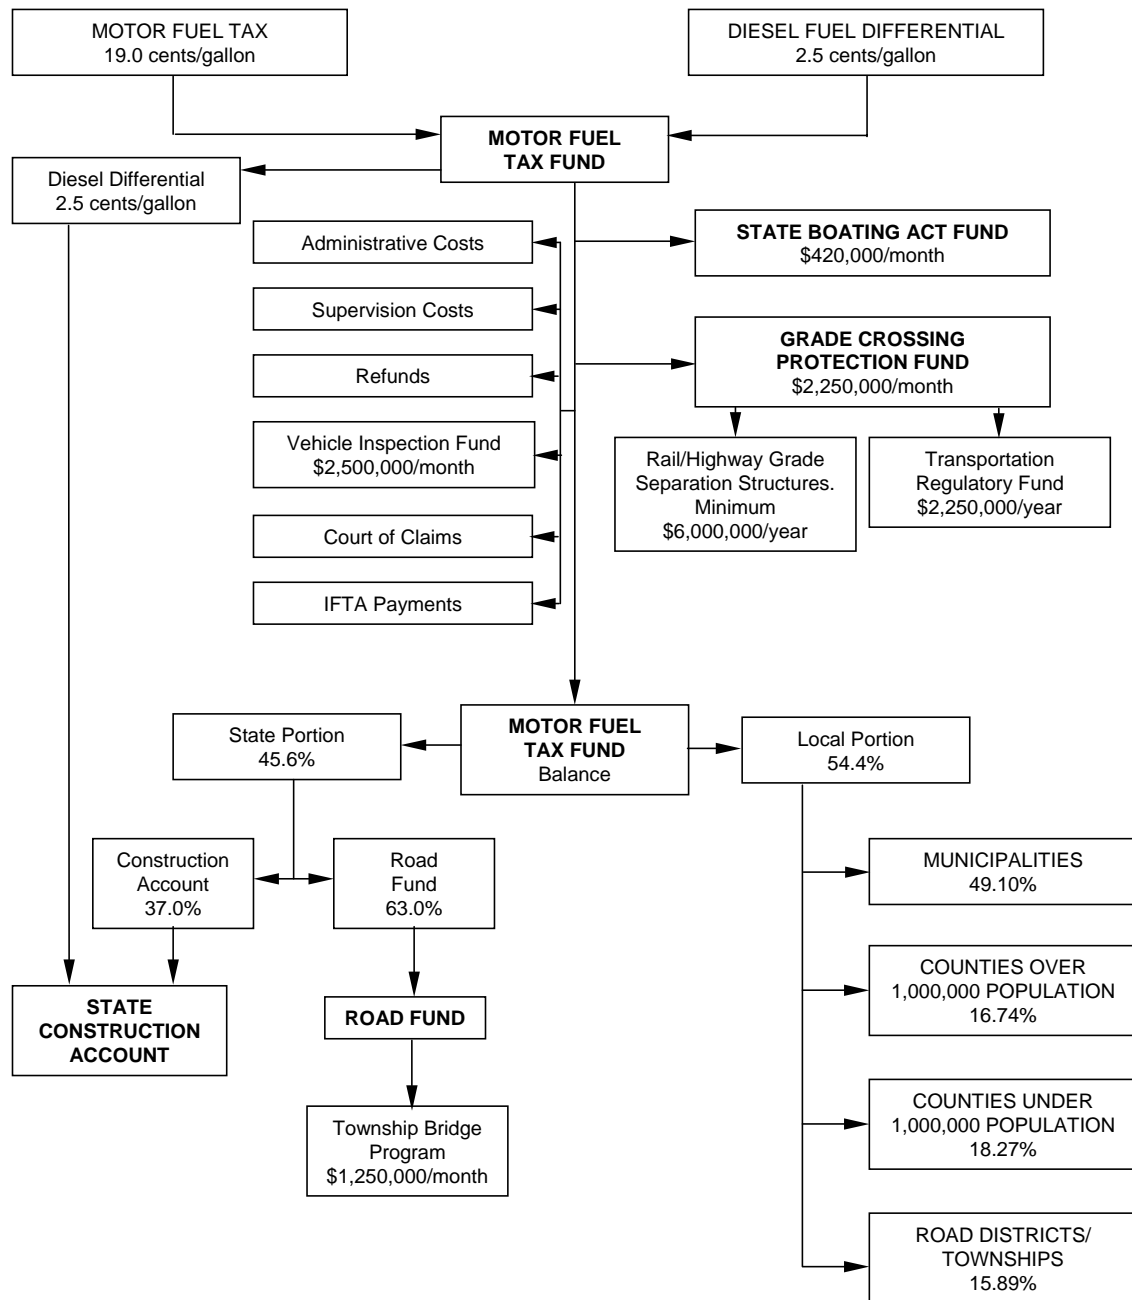 MOTOR FUEL TAX
19.0 cents/gallon
DIESEL FUEL DIFFERENTIAL
2.5 cents/gallon
MOTOR FUEL
TAX FUND
Diesel Differential
2.5 cents/gallon
Administrative Costs
STATE BOATING ACT FUND
$420,000/month
Supervision Costs
GRADE CROSSING
PROTECTION FUND
$2,250,000/month
Refunds
Vehicle Inspection Fund
$2,500,000/month
Rail/Highway Grade
Separation Structures.
Minimum
$6,000,000/year
Transportation
Regulatory Fund
$2,250,000/year
Court of Claims
IFTA Payments
MOTOR FUEL
TAX FUND
Balance
State Portion
45.6%
Local Portion
54.4%
Construction
Account
37.0%
Road
Fund
63.0%
MUNICIPALITIES
49.10%
COUNTIES OVER
1,000,000 POPULATION
16.74%
STATE
CONSTRUCTION
ACCOUNT
ROAD FUND
COUNTIES UNDER
1,000,000 POPULATION
18.27%
Township Bridge
Program
$1,250,000/month
ROAD DISTRICTS/
TOWNSHIPS
15.89%